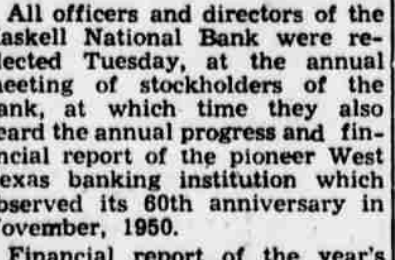 All officers and directors of the
askell National Bank were re-
lected Tuesday, at the annual
eeting of stockholders of the
ank, at which time they also
eard the annual progress and fin-
ncial report of the pioneer West
exas banking institution which
bserved its 60th anniversary in
ovember, 1950.
Financial report of the year's